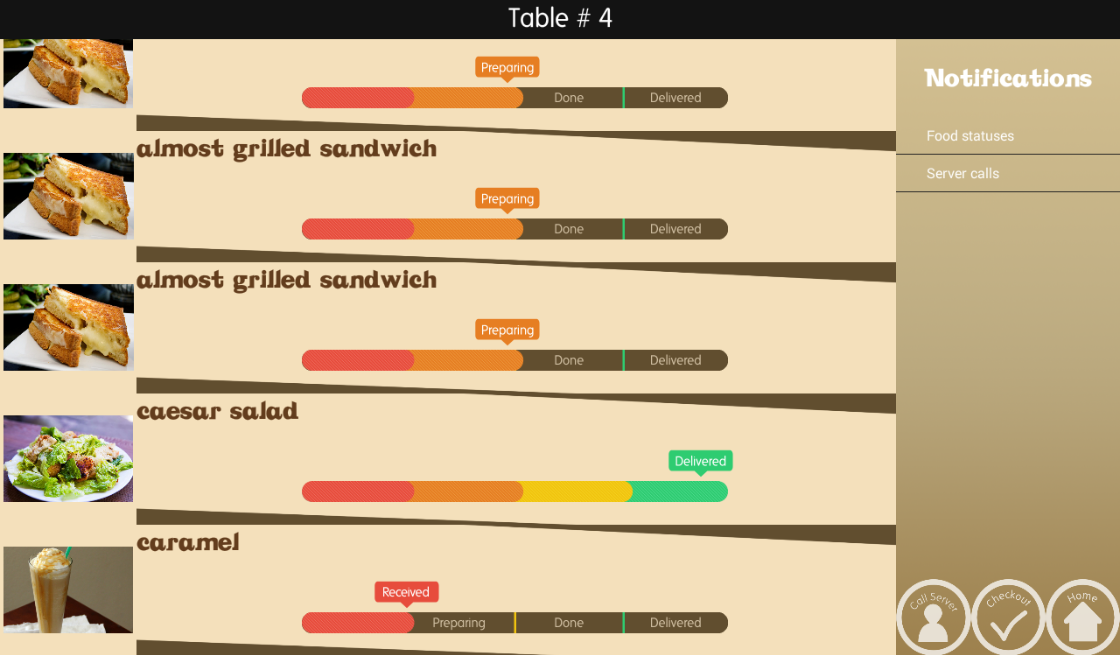 Table # 4
Preparing
Done
Delivered
almost grilled sandwich
Preparing
Done
Delivered
almost grilled sandwich
Preparing
Done
Delivered
caesar salad
Delivered
caramel
Received
Preparing
Done
Delivered
Notifications
Food statuses
Server calls
Call Server
Checkout
Home